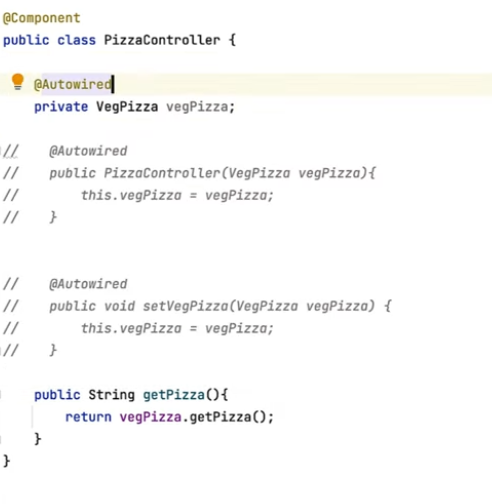 @Component
public class PizzaController {
@Autowired
private VegPizza vegPizza;
//    @Autowired
//    public PizzaController(VegPizza vegPizza){
//        this.vegPizza = vegPizza;
//    }
//    @Autowired
//    public void setVegPizza(VegPizza vegPizza) {
//        this.vegPizza = vegPizza;
//    }
public String getPizza(){
return vegPizza.getPizza();
}
}